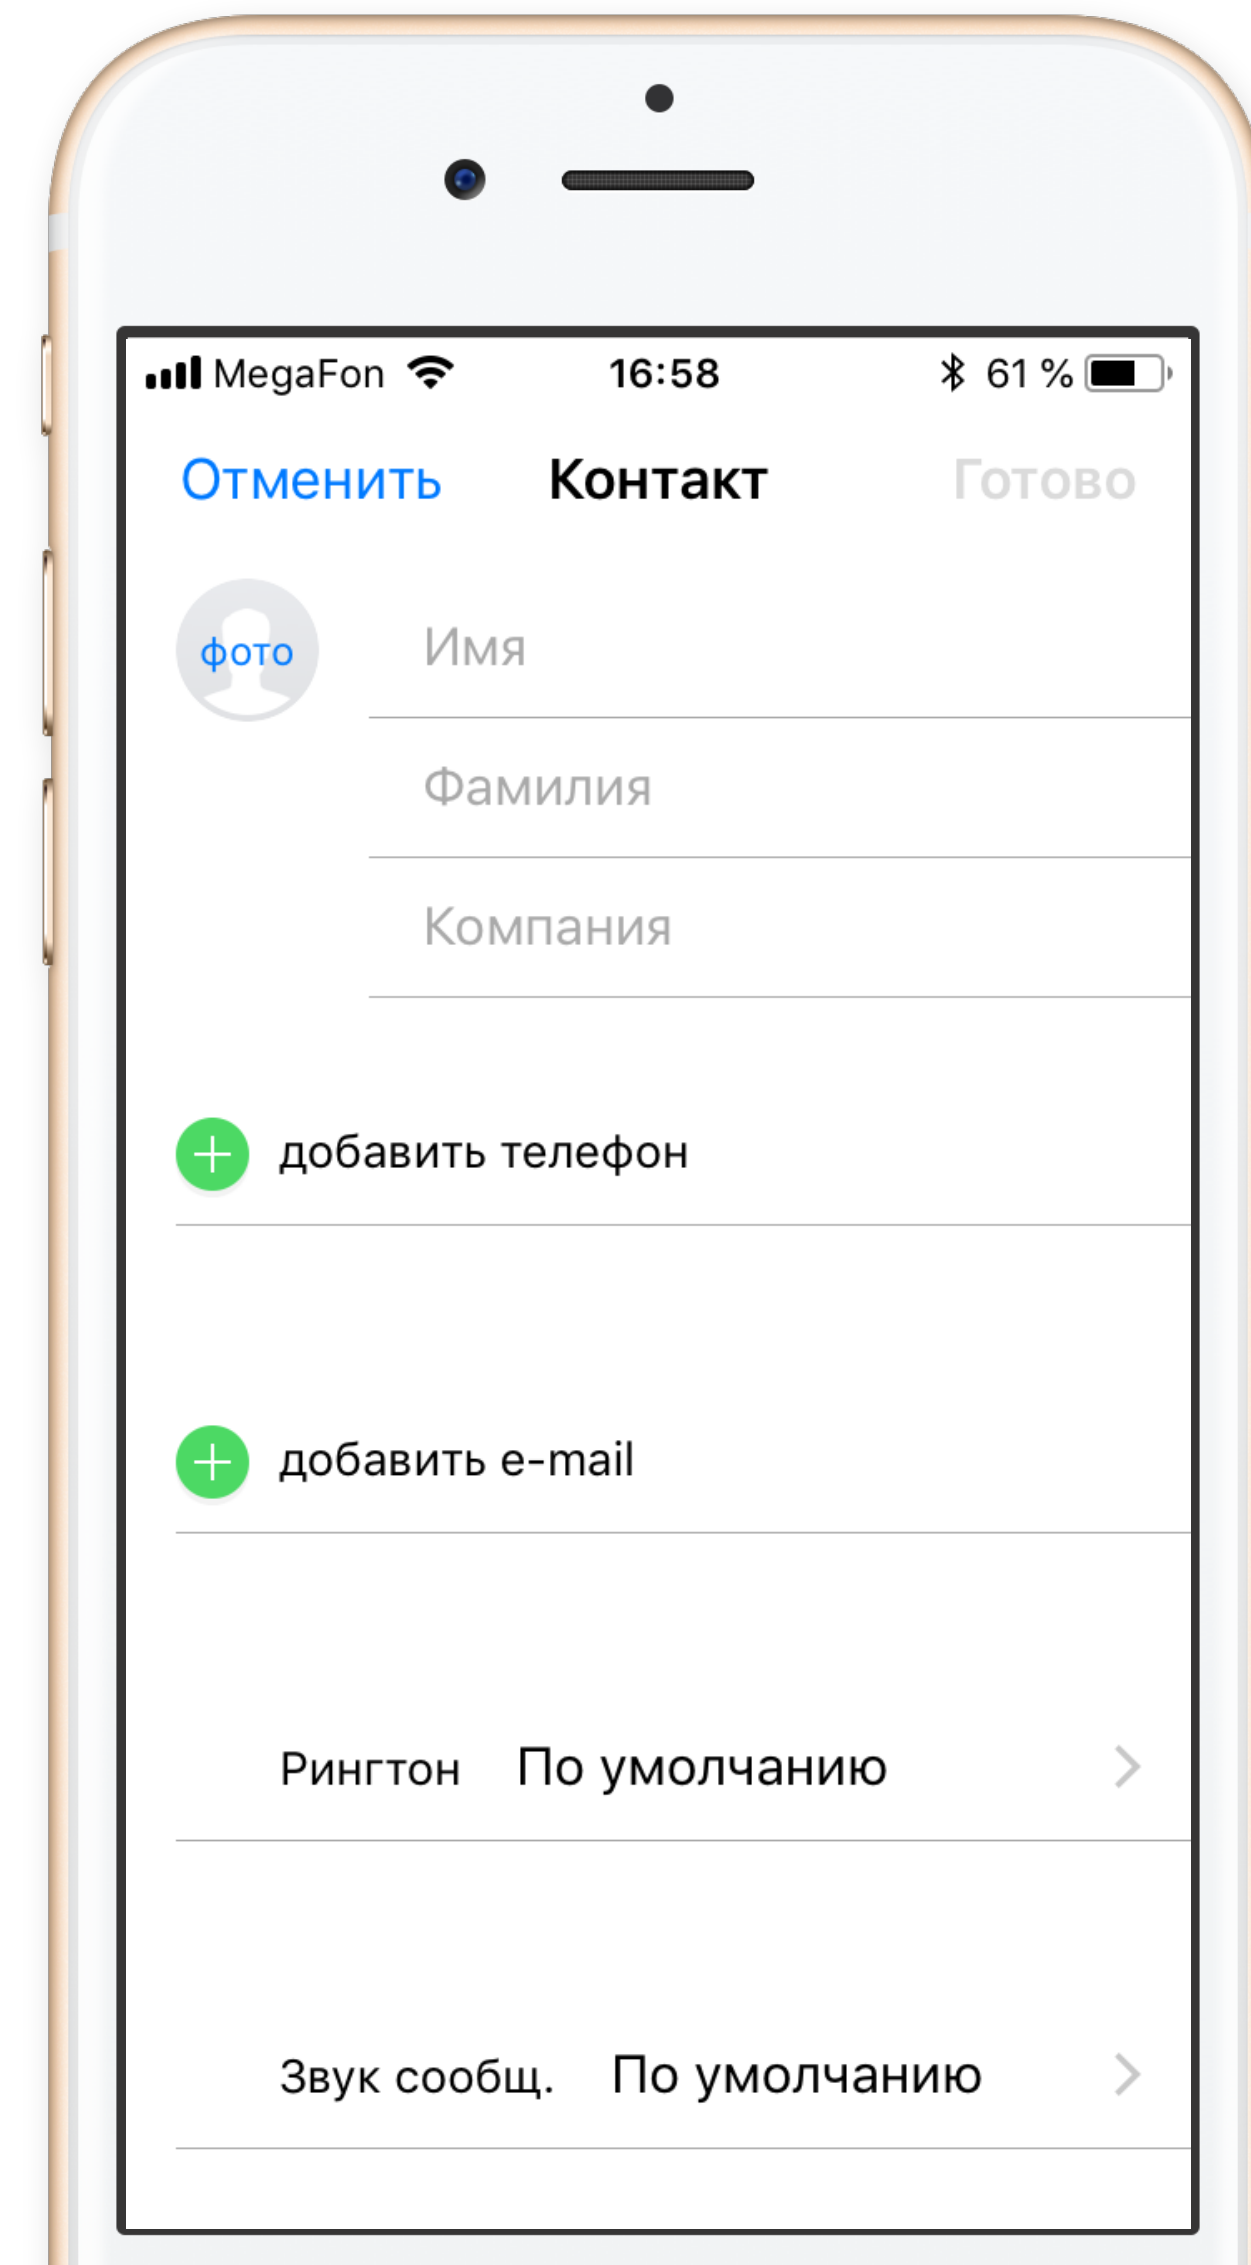 MegaFon 16:58 61 %
Отменить Контакт Готово
фото Имя
Фамилия
Компания
добавить телефон
добавить e-mail
Рингтон По умолчанию
Звук сообщ. По умолчанию